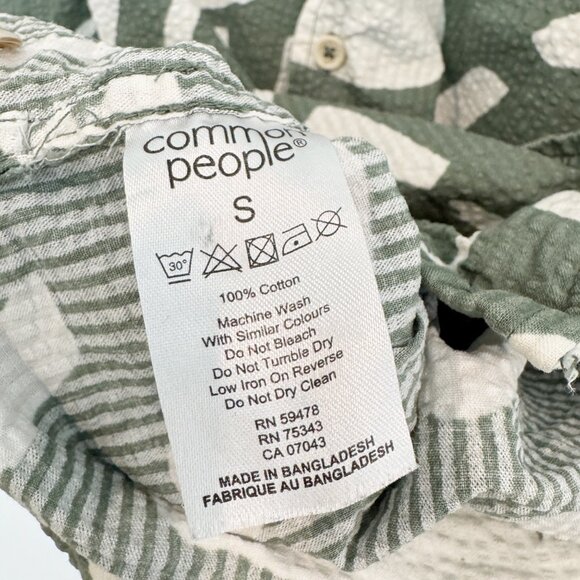 common
people®
S
30°
100% Cotton
Machine Wash
With Similar Colours
Do Not Bleach
Do Not Tumble Dry
Low Iron On Reverse
Do Not Dry Clean
RN 59478
RN 75343
CA 07043
MADE IN BANGLADESH
FABRIQUE AU BANGLADESH